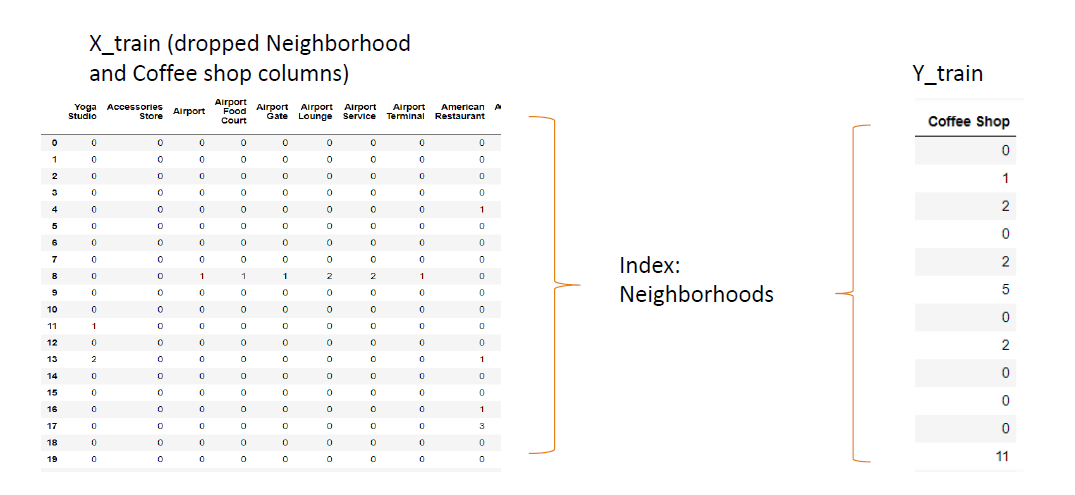 X_train (dropped Neighborhood
and Coffee shop columns)
Y_train
Yoga Studio Accessories Store Airport Airport Food Court Airport Gate Airport Lounge Airport Service Airport Terminal American Restaurant A
0 0 0 0 0 0 0 0 0 0
1 0 0 0 0 0 0 0 0 0
2 0 0 0 0 0 0 0 0 0
3 0 0 0 0 0 0 0 0 0
4 0 0 0 0 0 0 0 0 1
5 0 0 0 0 0 0 0 0 0
6 0 0 0 0 0 0 0 0 0
7 0 0 0 0 0 0 0 0 0
8 0 0 1 1 1 2 2 1 0
9 0 0 0 0 0 0 0 0 0
10 0 0 0 0 0 0 0 0 0
11 1 0 0 0 0 0 0 0 0
12 0 0 0 0 0 0 0 0 0
13 2 0 0 0 0 0 0 0 1
14 0 0 0 0 0 0 0 0 0
15 0 0 0 0 0 0 0 0 0
16 0 0 0 0 0 0 0 0 1
17 0 0 0 0 0 0 0 0 3
18 0 0 0 0 0 0 0 0 0
19 0 0 0 0 0 0 0 0 0
Index:
Neighborhoods
Coffee Shop
0
1
2
0
2
5
0
2
0
0
0
11